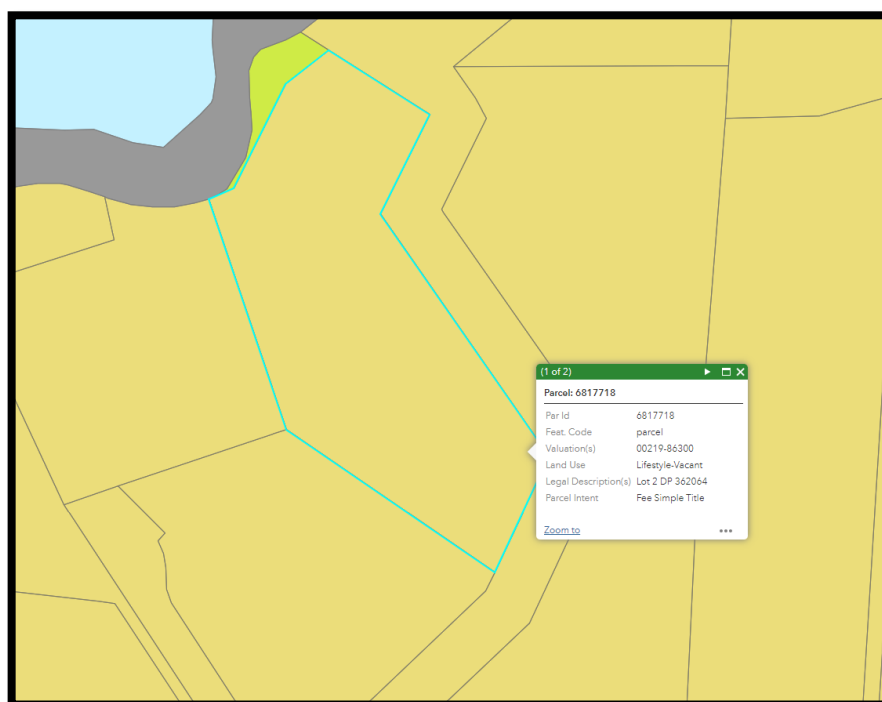 (1 of 2)
Parcel: 6817718
Par Id 6817718
Feat. Code parcel
Valuation(s) 00219-86300
Land Use Lifestyle-Vacant
Legal Description(s) Lot 2 DP 362064
Parcel Intent Fee Simple Title
Zoom to